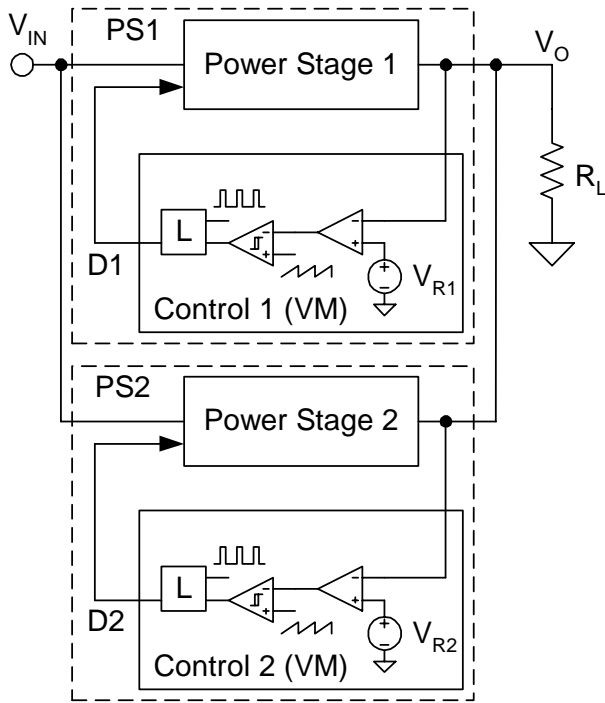 V_IN
PS1
Power Stage 1
V_O
R_L
L
D1
- + - +
+ -
V_R1
Control 1 (VM)
PS2
Power Stage 2
L
D2
- + - +
+ -
V_R2
Control 2 (VM)